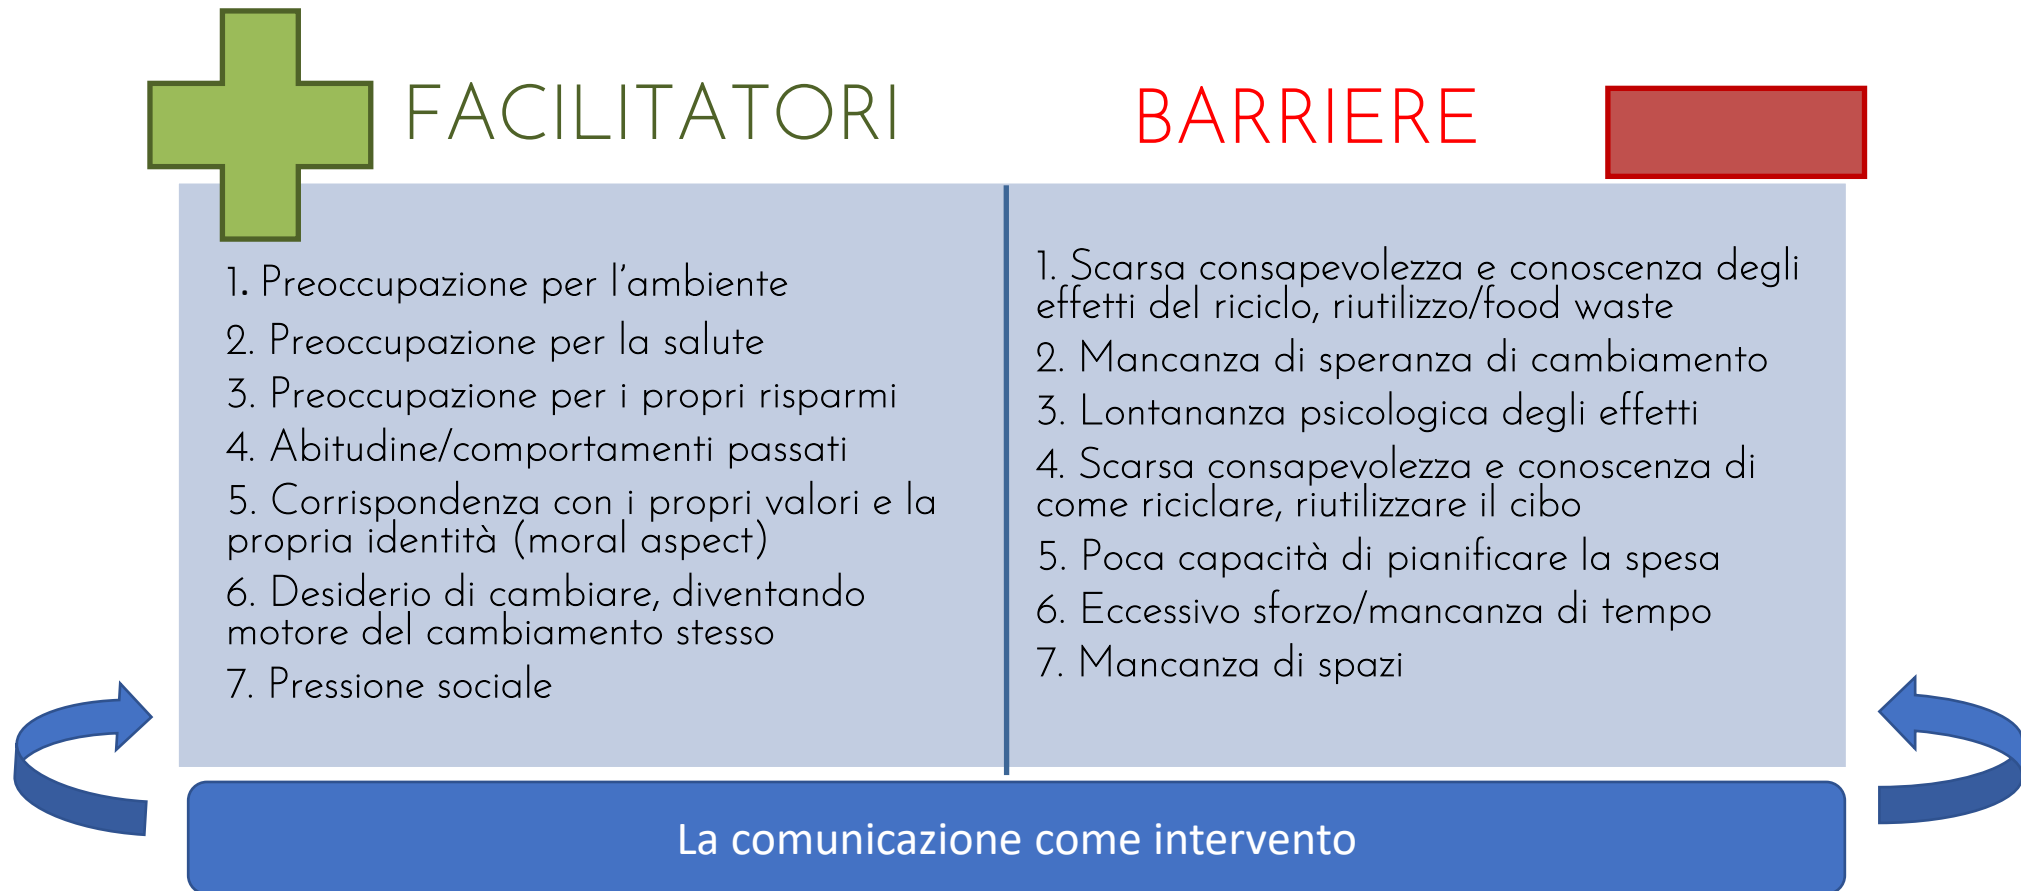 FACILITATORI
1. Preoccupazione per l’ambiente
2. Preoccupazione per la salute
3. Preoccupazione per i propri risparmi
4. Abitudine/comportamenti passati
5. Corrispondenza con i propri valori e la
propria identità (moral aspect)
6. Desiderio di cambiare, diventando
motore del cambiamento stesso
7. Pressione sociale
BARRIERE
1. Scarsa consapevolezza e conoscenza degli
effetti del riciclo, riutilizzo/food waste
2. Mancanza di speranza di cambiamento
3. Lontananza psicologica degli effetti
4. Scarsa consapevolezza e conoscenza di
come riciclare, riutilizzare il cibo
5. Poca capacità di pianificare la spesa
6. Eccessivo sforzo/mancanza di tempo
7. Mancanza di spazi
La comunicazione come intervento